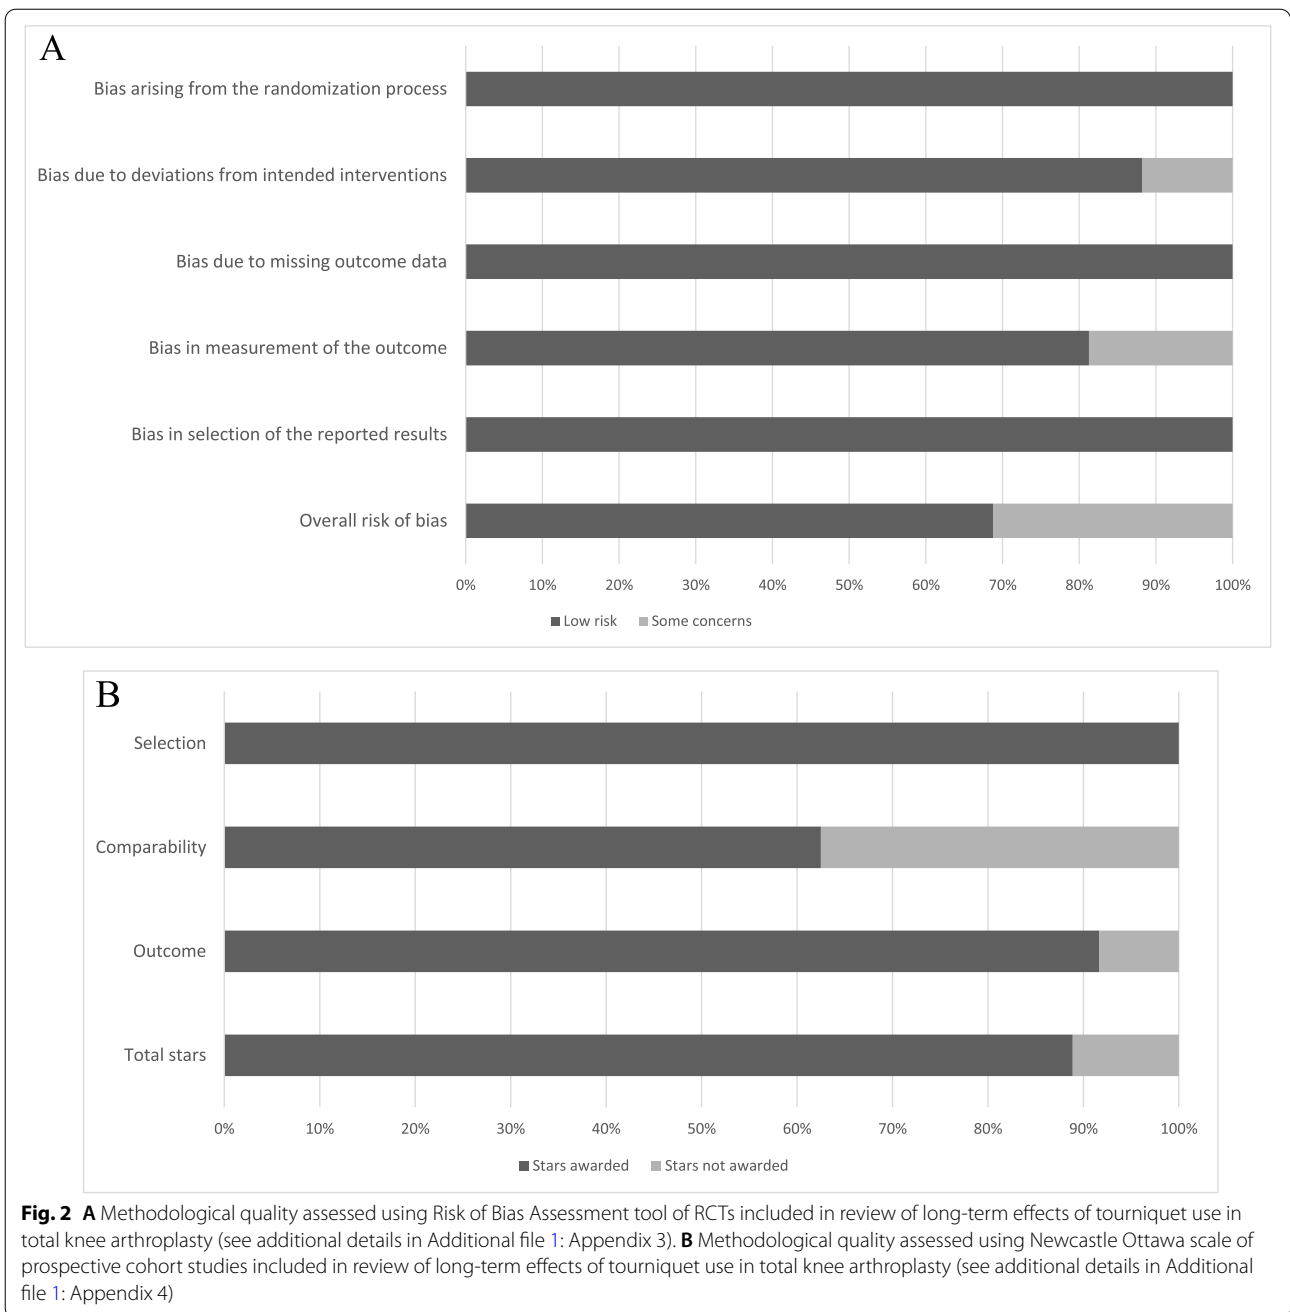 A
Bias arising from the randomization process
Bias due to deviations from intended interventions
Bias due to missing outcome data
Bias in measurement of the outcome
Bias in selection of the reported results
Overall risk of bias
0% 10% 20% 30% 40% 50% 60% 70% 80% 90% 100%
Low risk Some concerns
B
Selection
Comparability
Outcome
Total stars
0% 10% 20% 30% 40% 50% 60% 70% 80% 90% 100%
Stars awarded Stars not awarded
Fig. 2 A Methodological quality assessed using Risk of Bias Assessment tool of RCTs included in review of long-term effects of tourniquet use in
total knee arthroplasty (see additional details in Additional file 1: Appendix 3). B Methodological quality assessed using Newcastle Ottawa scale of
prospective cohort studies included in review of long-term effects of tourniquet use in total knee arthroplasty (see additional details in Additional
file 1: Appendix 4)